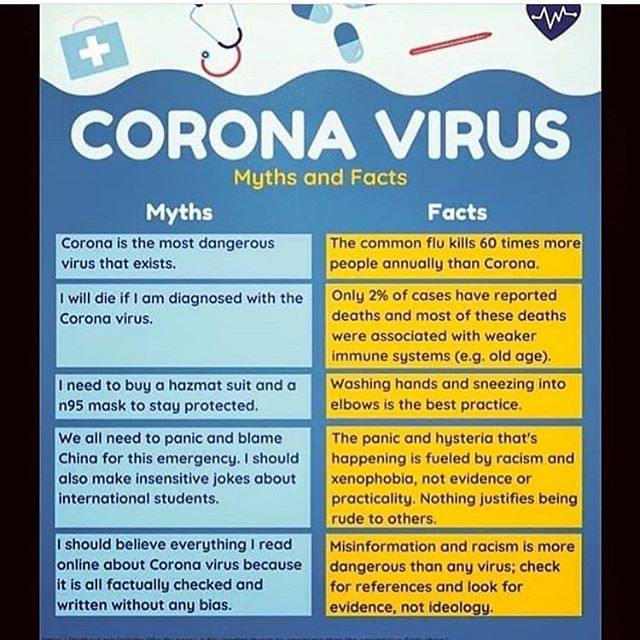 CORONA VIRUS
Myths and Facts
Myths
Facts
Corona is the most dangerous
virus that exists.
The common flu kills 60 times more
people annually than Corona.
I will die if I am diagnosed with the
Corona virus.
Only 2% of cases have reported
deaths and most of these deaths
were associated with weaker
immune systems (e.g. old age).
I need to buy a hazmat suit and a
n95 mask to stay protected.
Washing hands and sneezing into
elbows is the best practice.
We all need to panic and blame
China for this emergency. I should
also make insensitive jokes about
international students.
The panic and hysteria that's
happening is fueled by racism and
xenophobia, not evidence or
practicality. Nothing justifies being
rude to others.
I should believe everything I read
online about Corona virus because
it is all factually checked and
written without any bias.
Misinformation and racism is more
dangerous than any virus; check
for references and look for
evidence, not ideology.